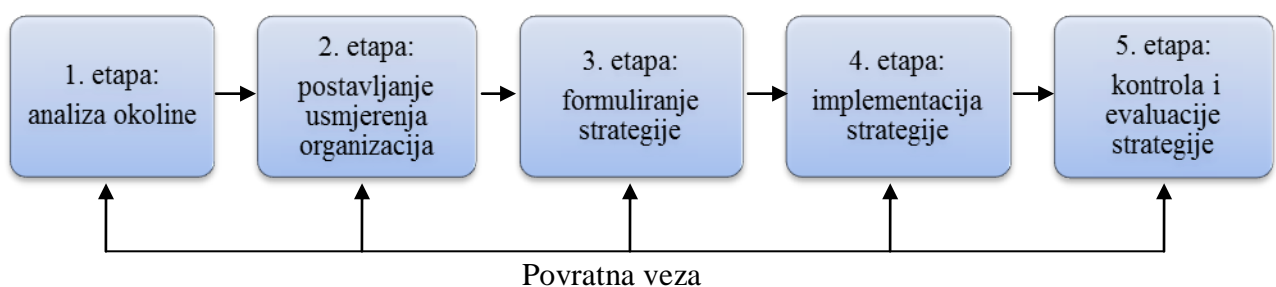 1. etapa:
analiza okoline
2. etapa:
postavljanje
usmjerenja
organizacija
3. etapa:
formuliranje
strategije
4. etapa:
implementacija
strategije
5. etapa:
kontrola i
evaluacije
strategije
Povratna veza